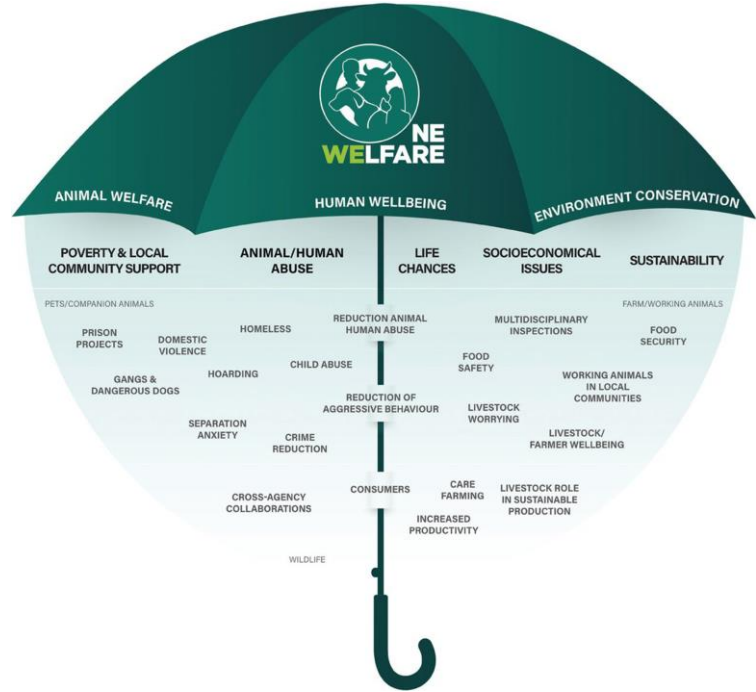 ONE
WELFARE
ANIMAL WELFARE
HUMAN WELLBEING
ENVIRONMENT CONSERVATION
POVERTY & LOCAL
COMMUNITY SUPPORT
ANIMAL/HUMAN
ABUSE
LIFE
CHANCES
SOCIOECONOMICAL
ISSUES
SUSTAINABILITY
PETS/COMPANION ANIMALS
FARM/WORKING ANIMALS
PRISON
PROJECTS
DOMESTIC
VIOLENCE
HOMELESS
REDUCTION ANIMAL
HUMAN ABUSE
MULTIDISCIPLINARY
INSPECTIONS
FOOD
SECURITY
GANGS &
DANGEROUS DOGS
HOARDING
CHILD ABUSE
FOOD
SAFETY
WORKING ANIMALS
IN LOCAL
COMMUNITIES
REDUCTION OF
AGGRESSIVE BEHAVIOUR
LIVESTOCK
WORRYING
SEPARATION
ANXIETY
CRIME
REDUCTION
LIVESTOCK/
FARMER WELLBEING
CROSS-AGENCY
COLLABORATIONS
CONSUMERS
CARE
FARMING
LIVESTOCK ROLE
IN SUSTAINABLE
PRODUCTION
INCREASED
PRODUCTIVITY
WILDLIFE